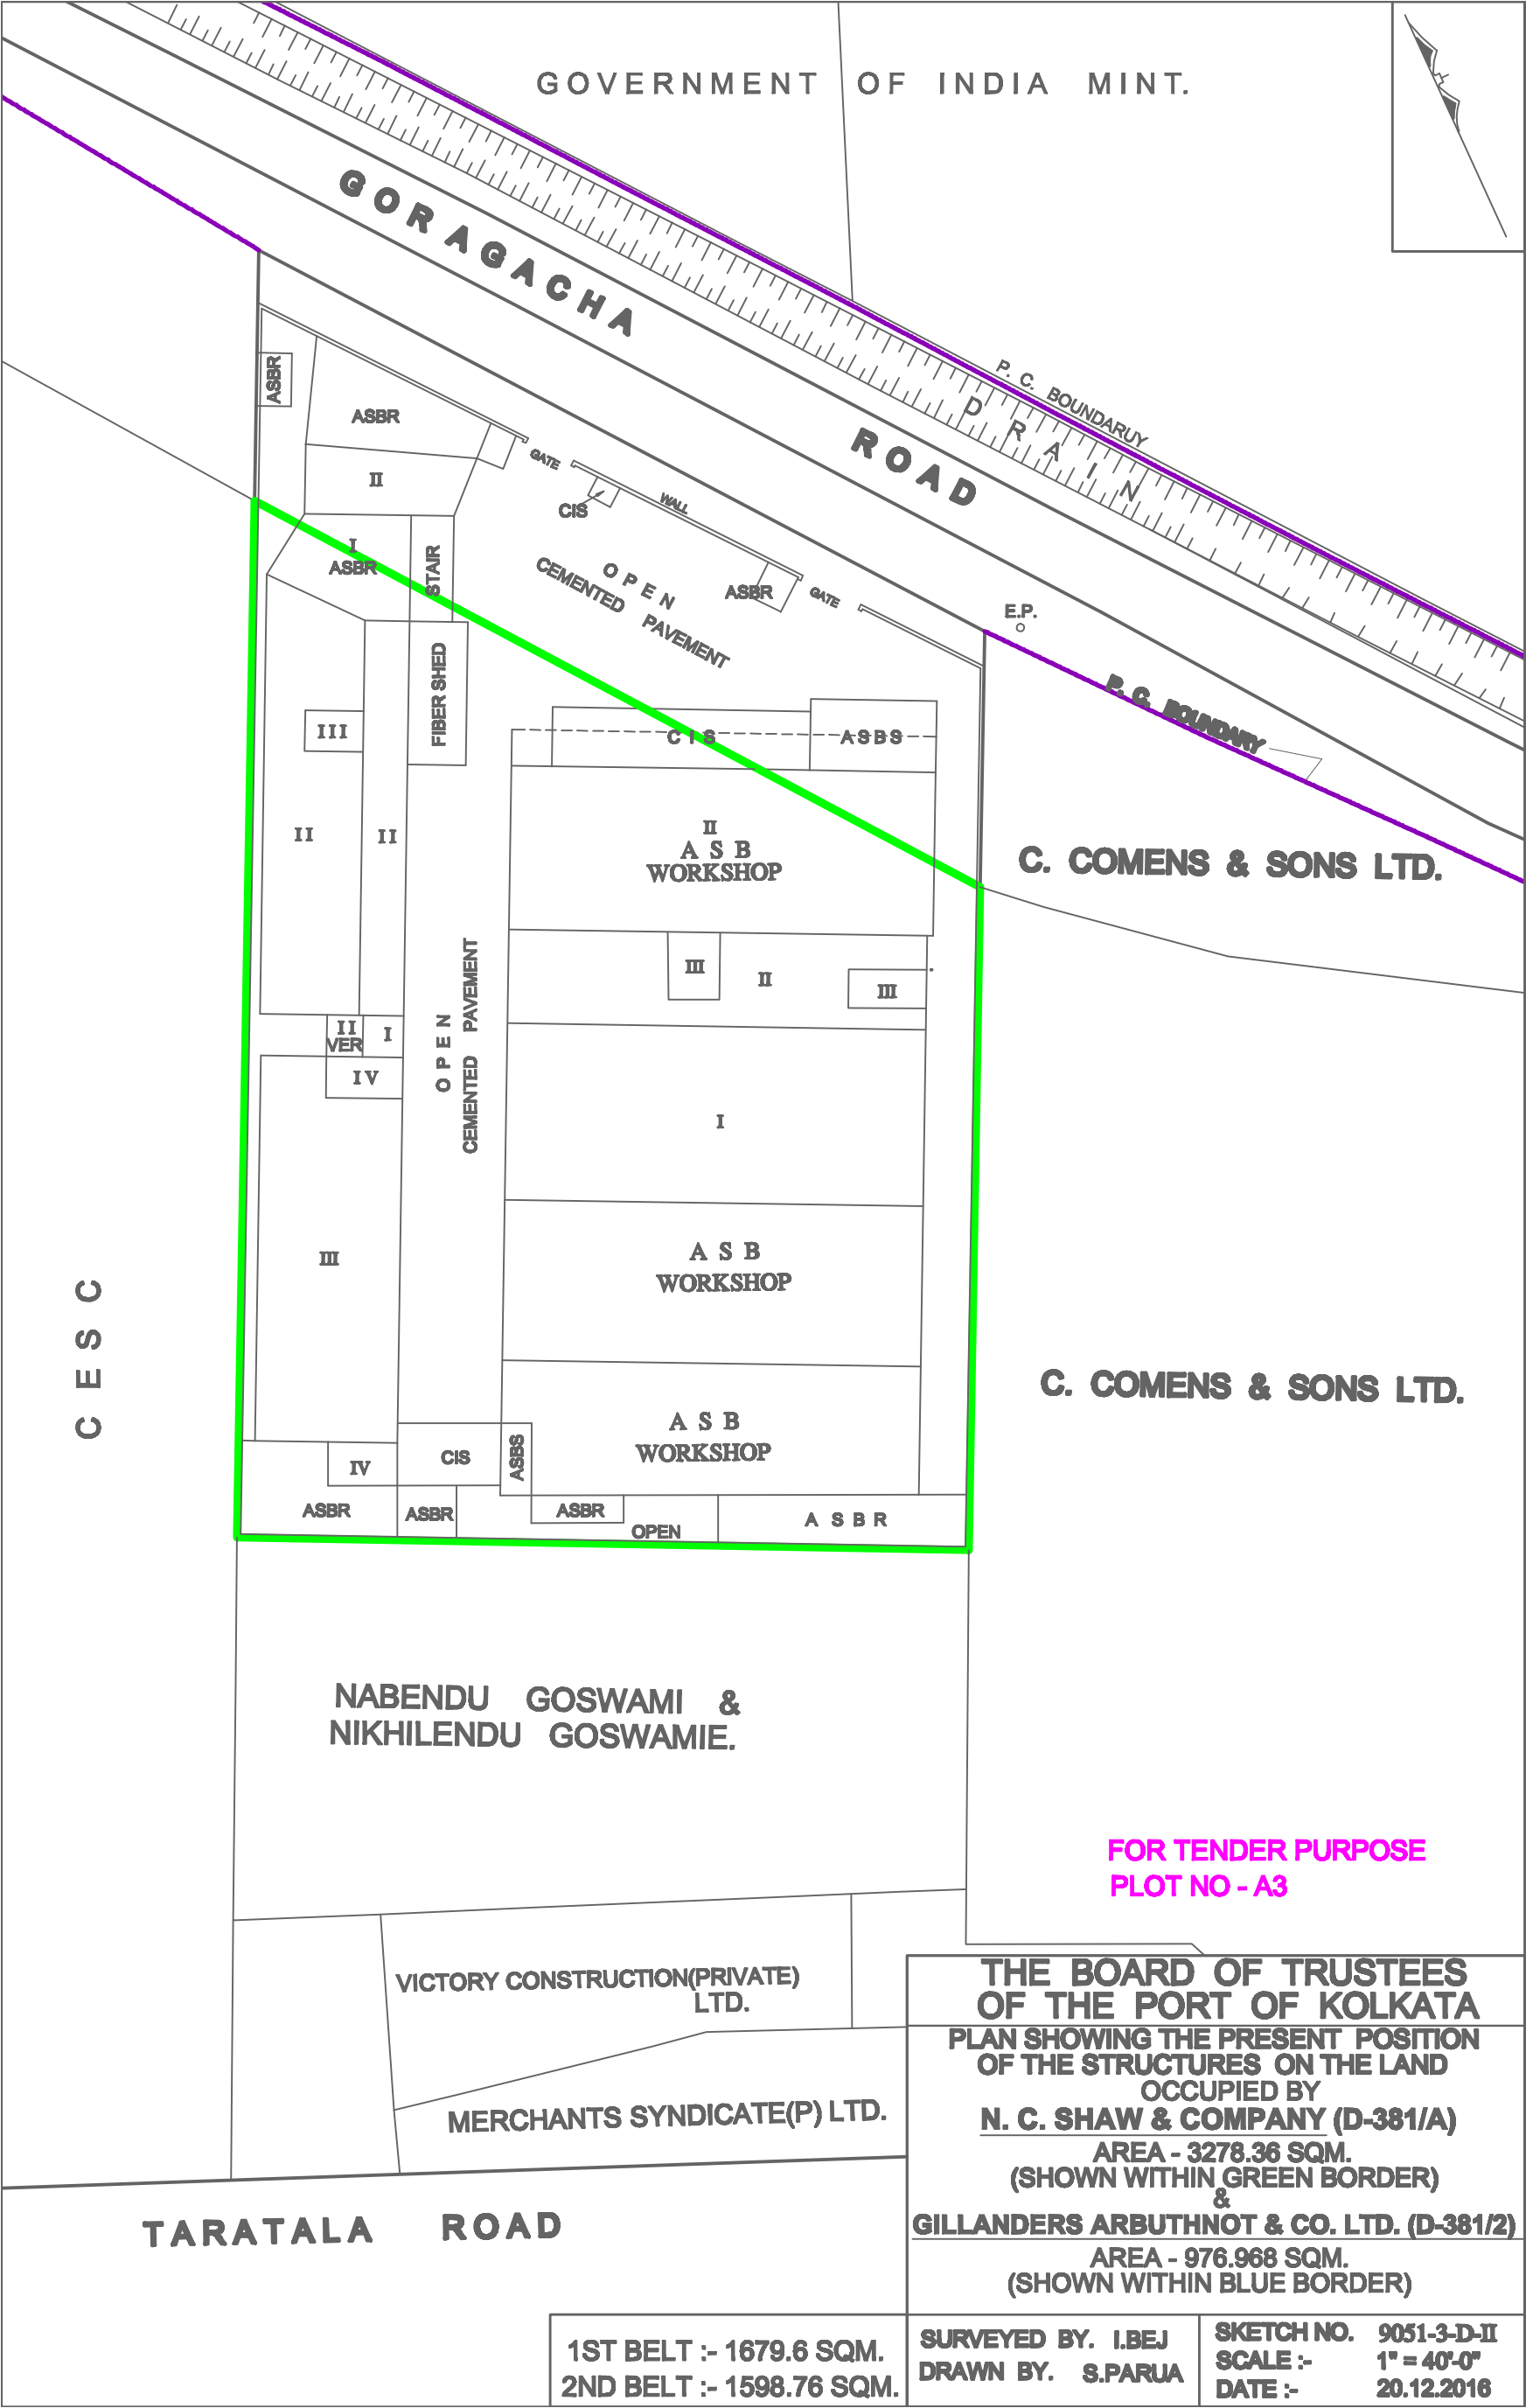 GOVERNMENT OF INDIA MINT.
GORAGACHA ROAD
P. C. BOUNDARUY
DRAIN
ASBR
ASBR
II
GATE
CIS
WALL
I
ASBR
STAIR
OPEN
CEMENTED PAVEMENT
ASBR
GATE
E.P.
P. C. BOUNDARY
FIBER SHED
III
CIS
ASBS
II
II
II
A S B
WORKSHOP
C. COMENS & SONS LTD.
III
II
III
II
VER
I
IV
OPEN
CEMENTED PAVEMENT
I
III
A S B
WORKSHOP
CESC
C. COMENS & SONS LTD.
A S B
WORKSHOP
IV
CIS
ASBS
ASBR
ASBR
ASBR
OPEN
A S B R
NABENDU GOSWAMI &
NIKHILENDU GOSWAMIE.
FOR TENDER PURPOSE
PLOT NO - A3
VICTORY CONSTRUCTION(PRIVATE)
LTD.
MERCHANTS SYNDICATE(P) LTD.
TARATALA ROAD
THE BOARD OF TRUSTEES
OF THE PORT OF KOLKATA
PLAN SHOWING THE PRESENT POSITION
OF THE STRUCTURES ON THE LAND
OCCUPIED BY
N. C. SHAW & COMPANY (D-381/A)
AREA - 3278.36 SQM.
(SHOWN WITHIN GREEN BORDER)
&
GILLANDERS ARBUTHNOT & CO. LTD. (D-381/2)
AREA - 976.968 SQM.
(SHOWN WITHIN BLUE BORDER)
1ST BELT :- 1679.6 SQM.
2ND BELT :- 1598.76 SQM.
SURVEYED BY. I.BEJ
DRAWN BY. S.PARUA
SKETCH NO. 9051-3-D-II
SCALE :- 1" = 40'-0"
DATE :- 20.12.2016